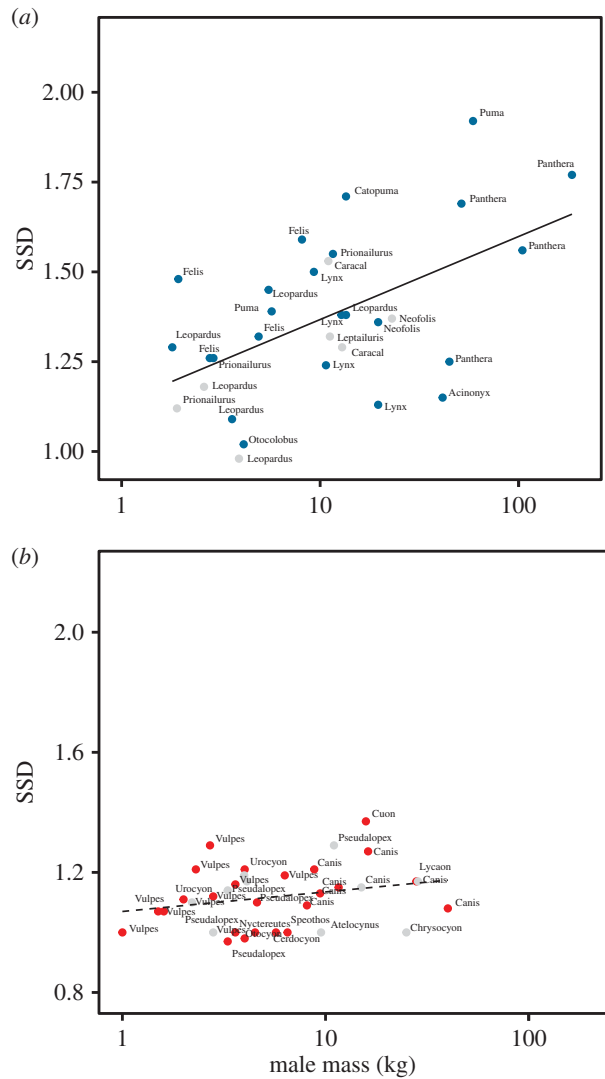 (a)
2.00
1.75
1.50
1.25
1.00
SSD
Puma
Panthera
Catopuma
Panthera
Felis
Prionailurus
Panthera
Caracal
Felis
Lynx
Leopardus
Puma
Leopardus
Lynx
Neofolis
Neofolis
Felis
Leptailurus
Leopardus
Felis
Caracal
Prionailurus
Lynx
Panthera
Leopardus
Prionailurus
Acinonyx
Leopardus
Lynx
Otocolobus
Leopardus
1
10
100
(b)
2.0
1.6
1.2
0.8
SSD
Cuon
Vulpes
Pseudalopex
Canis
Vulpes
Urocyon
Canis
Lycaon
Vulpes
Vulpes
Canis
Canis
Canis
Urocyon
Pseudalopex
Canis
Vulpes
Vulpes
Vulpes
Pseudalopex
Canis
Canis
Vulpes
Pseudalopex
Nyctereutes
Speothos
Atelocynus
Chrysocyon
Vulpes
Vulpes
Otocyon
Cerdocyon
Pseudalopex
1
10
100
male mass (kg)